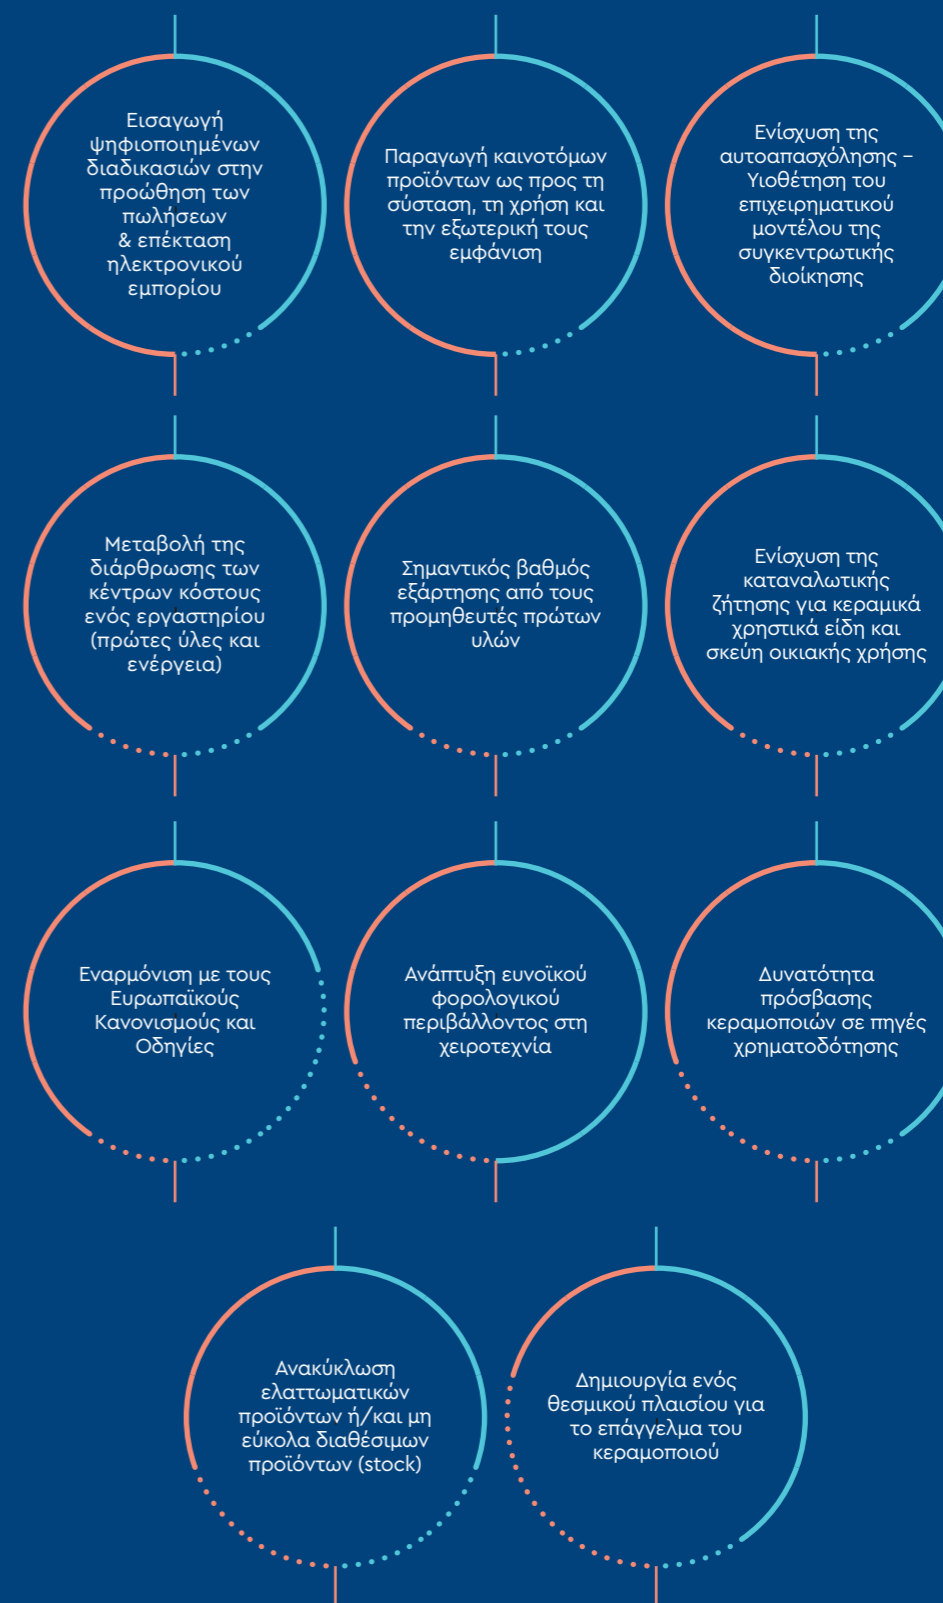 Εισαγωγή
ψηφιοποιημένων
διαδικασιών στην
προώθηση των
πωλήσεων
& επέκταση
ηλεκτρονικού
εμπορίου
Παραγωγή καινοτόμων
προϊόντων ως προς τη
σύσταση, τη χρήση και
την εξωτερική τους
εμφάνιση
Ενίσχυση της
αυτοαπασχόλησης –
Υιοθέτηση του
επιχειρηματικού
μοντέλου της
συγκεντρωτικής
διοίκησης
Μεταβολή της
διάρθρωσης των
κέντρων κόστους
ενός εργαστηρίου
(πρώτες ύλες και
ενέργεια)
Σημαντικός βαθμός
εξάρτησης από τους
προμηθευτές πρώτων
υλών
Ενίσχυση της
καταναλωτικής
ζήτησης για κεραμικά
χρηστικά είδη και
σκεύη οικιακής χρήσης
Εναρμόνιση με τους
Ευρωπαϊκούς
Κανονισμούς και
Οδηγίες
Ανάπτυξη ευνοϊκού
φορολογικού
περιβάλλοντος στη
χειροτεχνία
Δυνατότητα
πρόσβασης
κεραμοποιών σε πηγές
χρηματοδότησης
Ανακύκλωση
ελαττωματικών
προϊόντων ή/και μη
εύκολα διαθέσιμων
προϊόντων (stock)
Δημιουργία ενός
θεσμικού πλαισίου για
το επάγγελμα του
κεραμοποιού